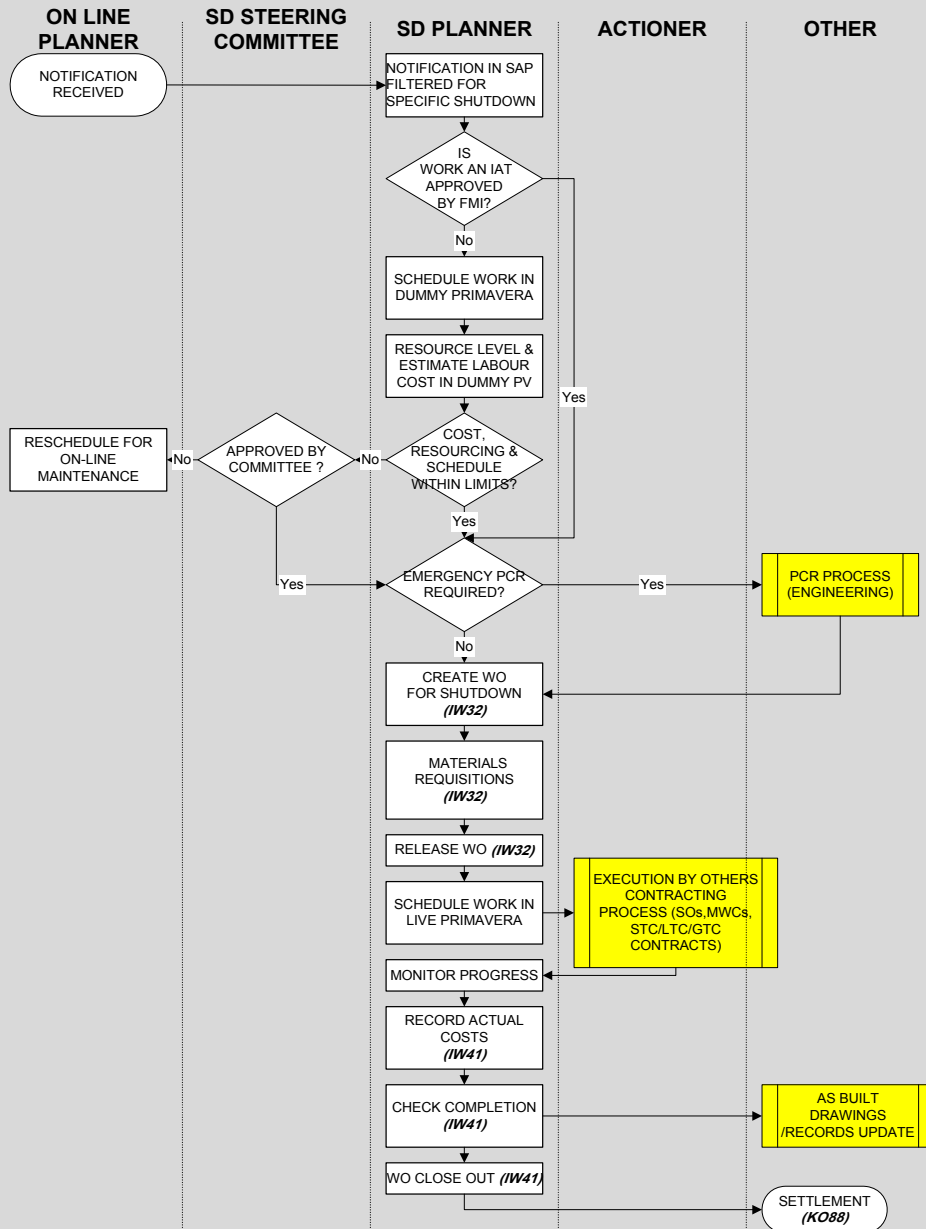 ON LINE
PLANNER
SD STEERING
COMMITTEE
SD PLANNER
ACTIONER
OTHER
NOTIFICATION
RECEIVED
NOTIFICATION IN SAP
FILTERED FOR
SPECIFIC SHUTDOWN
IS
WORK AN IAT
APPROVED
BY FMI?
No
Yes
SCHEDULE WORK IN
DUMMY PRIMAVERA
RESOURCE LEVEL &
ESTIMATE LABOUR
COST IN DUMMY PV
RESCHEDULE FOR
ON-LINE
MAINTENANCE
No
APPROVED BY
COMMITTEE ?
No
COST,
RESOURCING &
SCHEDULE
WITHIN LIMITS?
Yes
Yes
EMERGENCY PCR
REQUIRED?
Yes
PCR PROCESS
(ENGINEERING)
No
CREATE WO
FOR SHUTDOWN
(IW32)
MATERIALS
REQUISITIONS
(IW32)
RELEASE WO (IW32)
SCHEDULE WORK IN
LIVE PRIMAVERA
EXECUTION BY OTHERS
CONTRACTING
PROCESS (SOs,MWCs,
STC/LTC/GTC
CONTRACTS)
MONITOR PROGRESS
RECORD ACTUAL
COSTS
(IW41)
CHECK COMPLETION
(IW41)
AS BUILT
DRAWINGS
/RECORDS UPDATE
WO CLOSE OUT (IW41)
SETTLEMENT
(KO88)